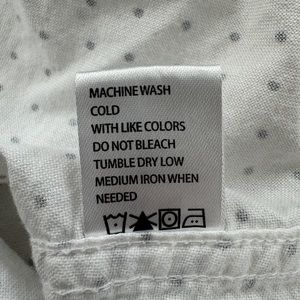 MACHINE WASH
COLD
WITH LIKE COLORS
DO NOT BLEACH
TUMBLE DRY LOW
MEDIUM IRON WHEN
NEEDED